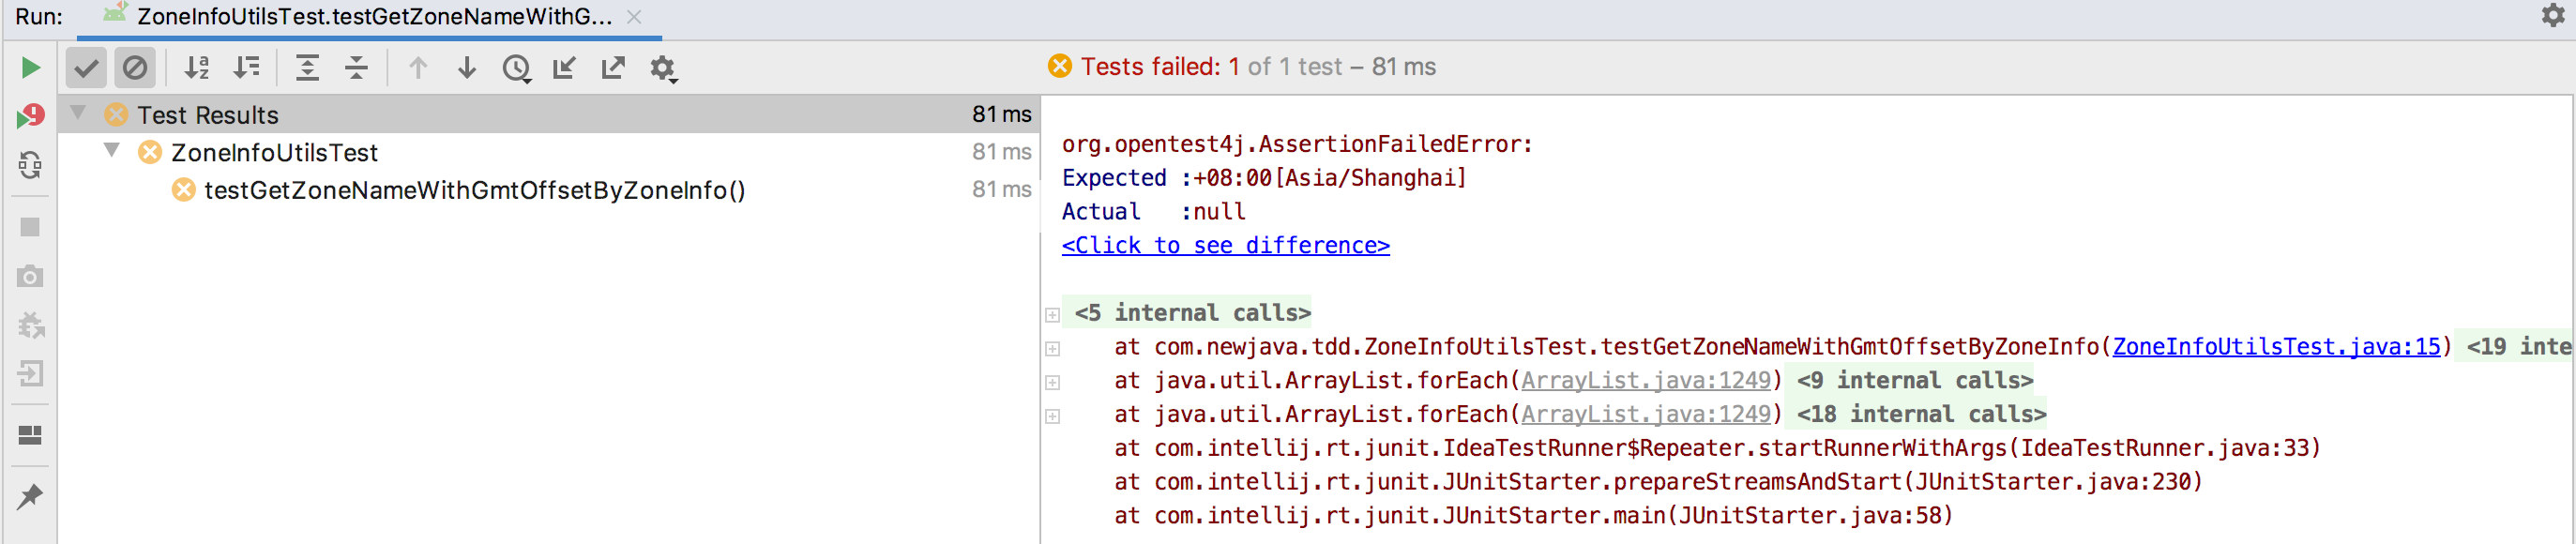 Run: ZoneInfoUtilsTest.testGetZoneNameWithG...
Tests failed: 1 of 1 test – 81 ms
Test Results 81 ms
ZoneInfoUtilsTest 81 ms
testGetZoneNameWithGmtOffsetByZoneInfo() 81 ms
org.opentest4j.AssertionFailedError:
Expected :+08:00[Asia/Shanghai]
Actual :null
<Click to see difference>
<5 internal calls>
at com.newjava.tdd.ZoneInfoUtilsTest.testGetZoneNameWithGmtOffsetByZoneInfo(ZoneInfoUtilsTest.java:15) <19 inte
at java.util.ArrayList.forEach(ArrayList.java:1249) <9 internal calls>
at java.util.ArrayList.forEach(ArrayList.java:1249) <18 internal calls>
at com.intellij.rt.junit.IdeaTestRunner$Repeater.startRunnerWithArgs(IdeaTestRunner.java:33)
at com.intellij.rt.junit.JUnitStarter.prepareStreamsAndStart(JUnitStarter.java:230)
at com.intellij.rt.junit.JUnitStarter.main(JUnitStarter.java:58)